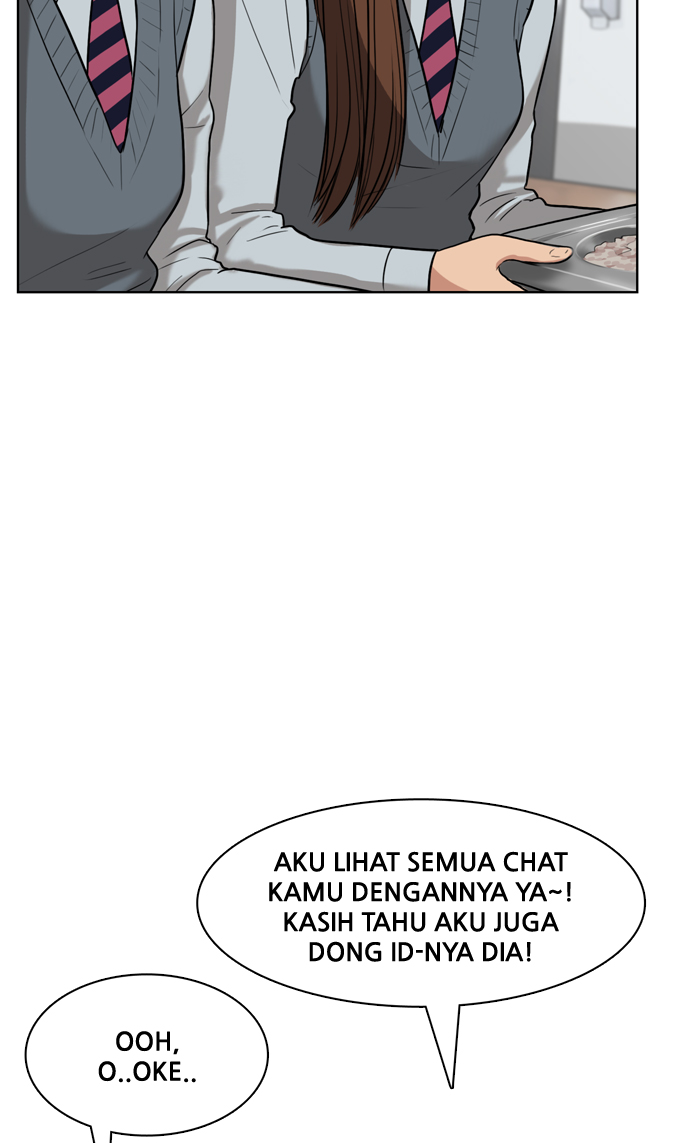 AKU LIHAT SEMUA CHAT
KAMU DENGANNYA YA~!
KASIH TAHU AKU JUGA
DONG ID-NYA DIA!
OOH,
O..OKE..